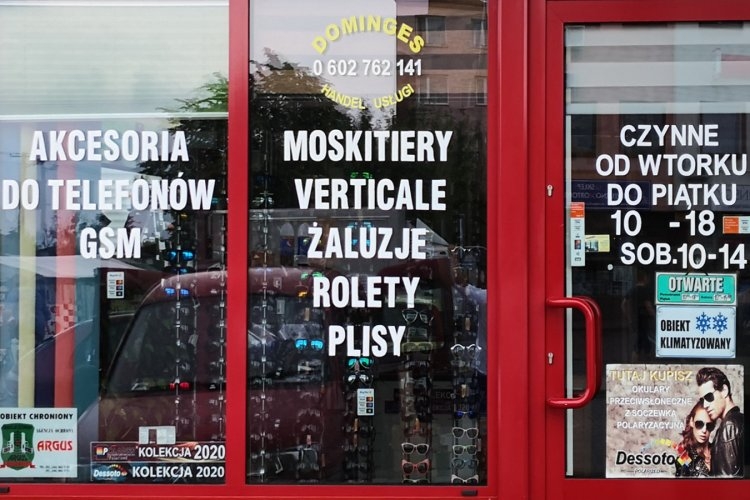 AKCESORIA
DO TELEFONÓW
GSM
OBIEKT CHRONIONY
ARGUS
KOLEKCJA 2020
Dessoto KOLEKCJA 2020
DOMINGES
0 602 762 141
HANDEL USŁUGI
MOSKITIERY
VERTICALE
ŻALUZJE
ROLETY
PLISY
CZYNNE
OD WTORKU
DO PIĄTKU
10 -18
SOB.10-14
OTWARTE
OBIEKT
KLIMATYZOWANY
TUTAJ KUPISZ
OKULARY
PRZECIWSŁONECZNE
Z SOCZEWKĄ
POLARYZACYJNĄ
Dessoto